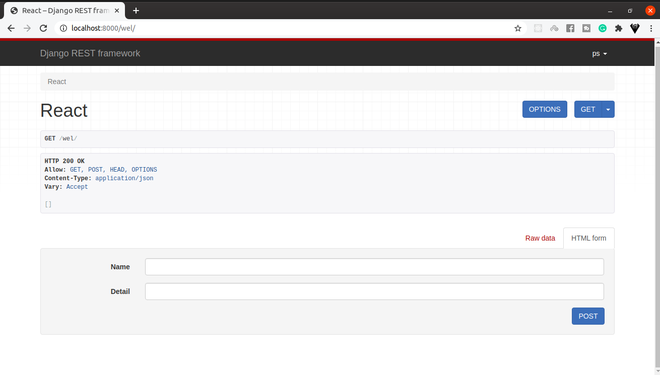 React – Django REST fram
localhost:8000/wel/
Django REST framework
ps
React
React
OPTIONS
GET
GET /wel/
HTTP 200 OK
Allow: GET, POST, HEAD, OPTIONS
Content-Type: application/json
Vary: Accept
[]
Raw data
HTML form
Name
Detail
POST